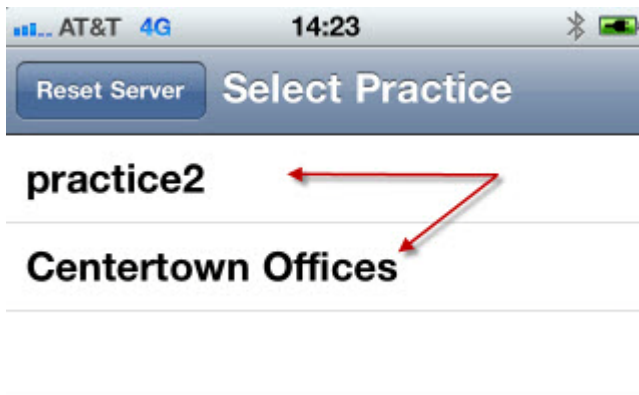 AT&T 4G 14:23
Reset Server Select Practice
practice2
Centertown Offices